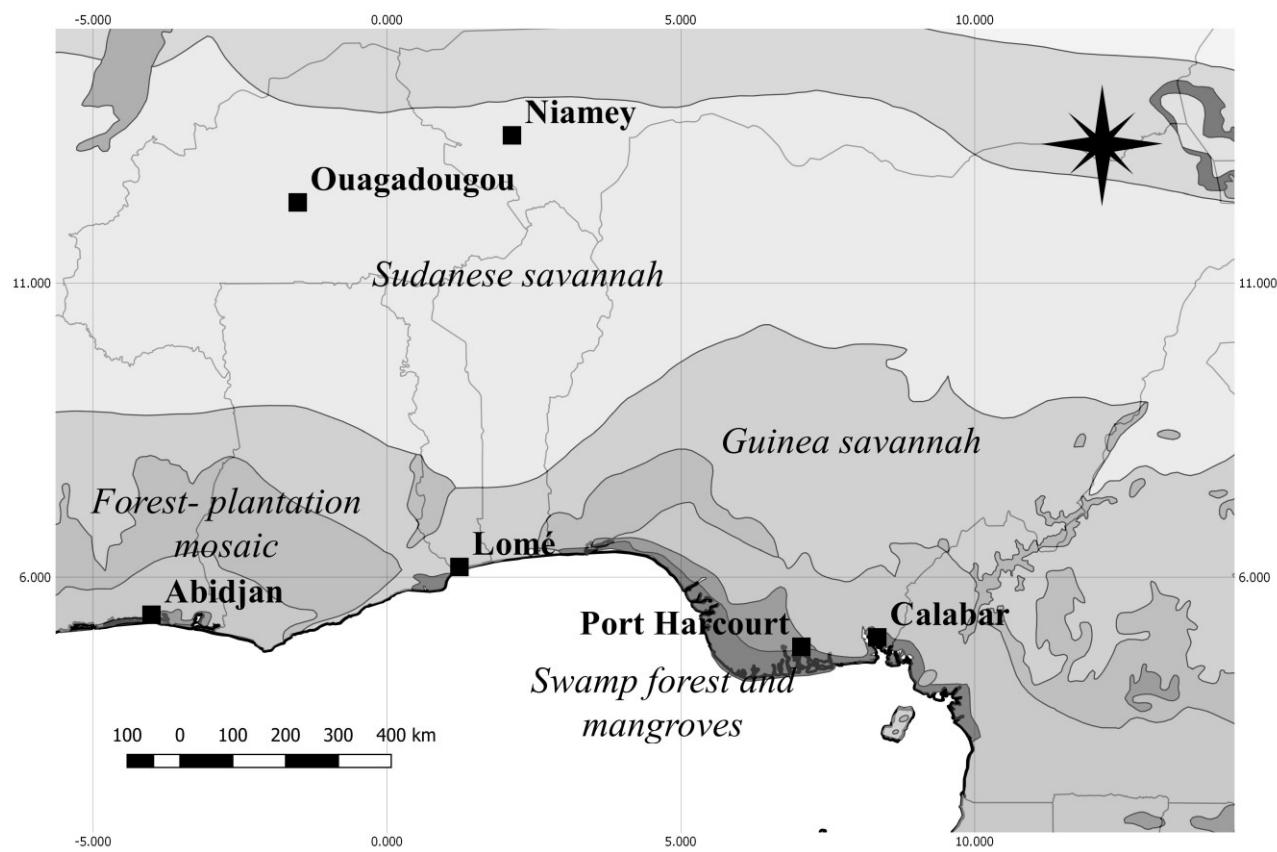 -5.000 0.000 5.000 10.000
Niamey
Ouagadougou
Sudanese savannah
11.000 11.000
Guinea savannah
Forest- plantation
mosaic
Lomé
6.000 6.000
Abidjan
Calabar
Port Harcourt
Swamp forest and
mangroves
100 0 100 200 300 400 km
-5.000 0.000 5.000 10.000